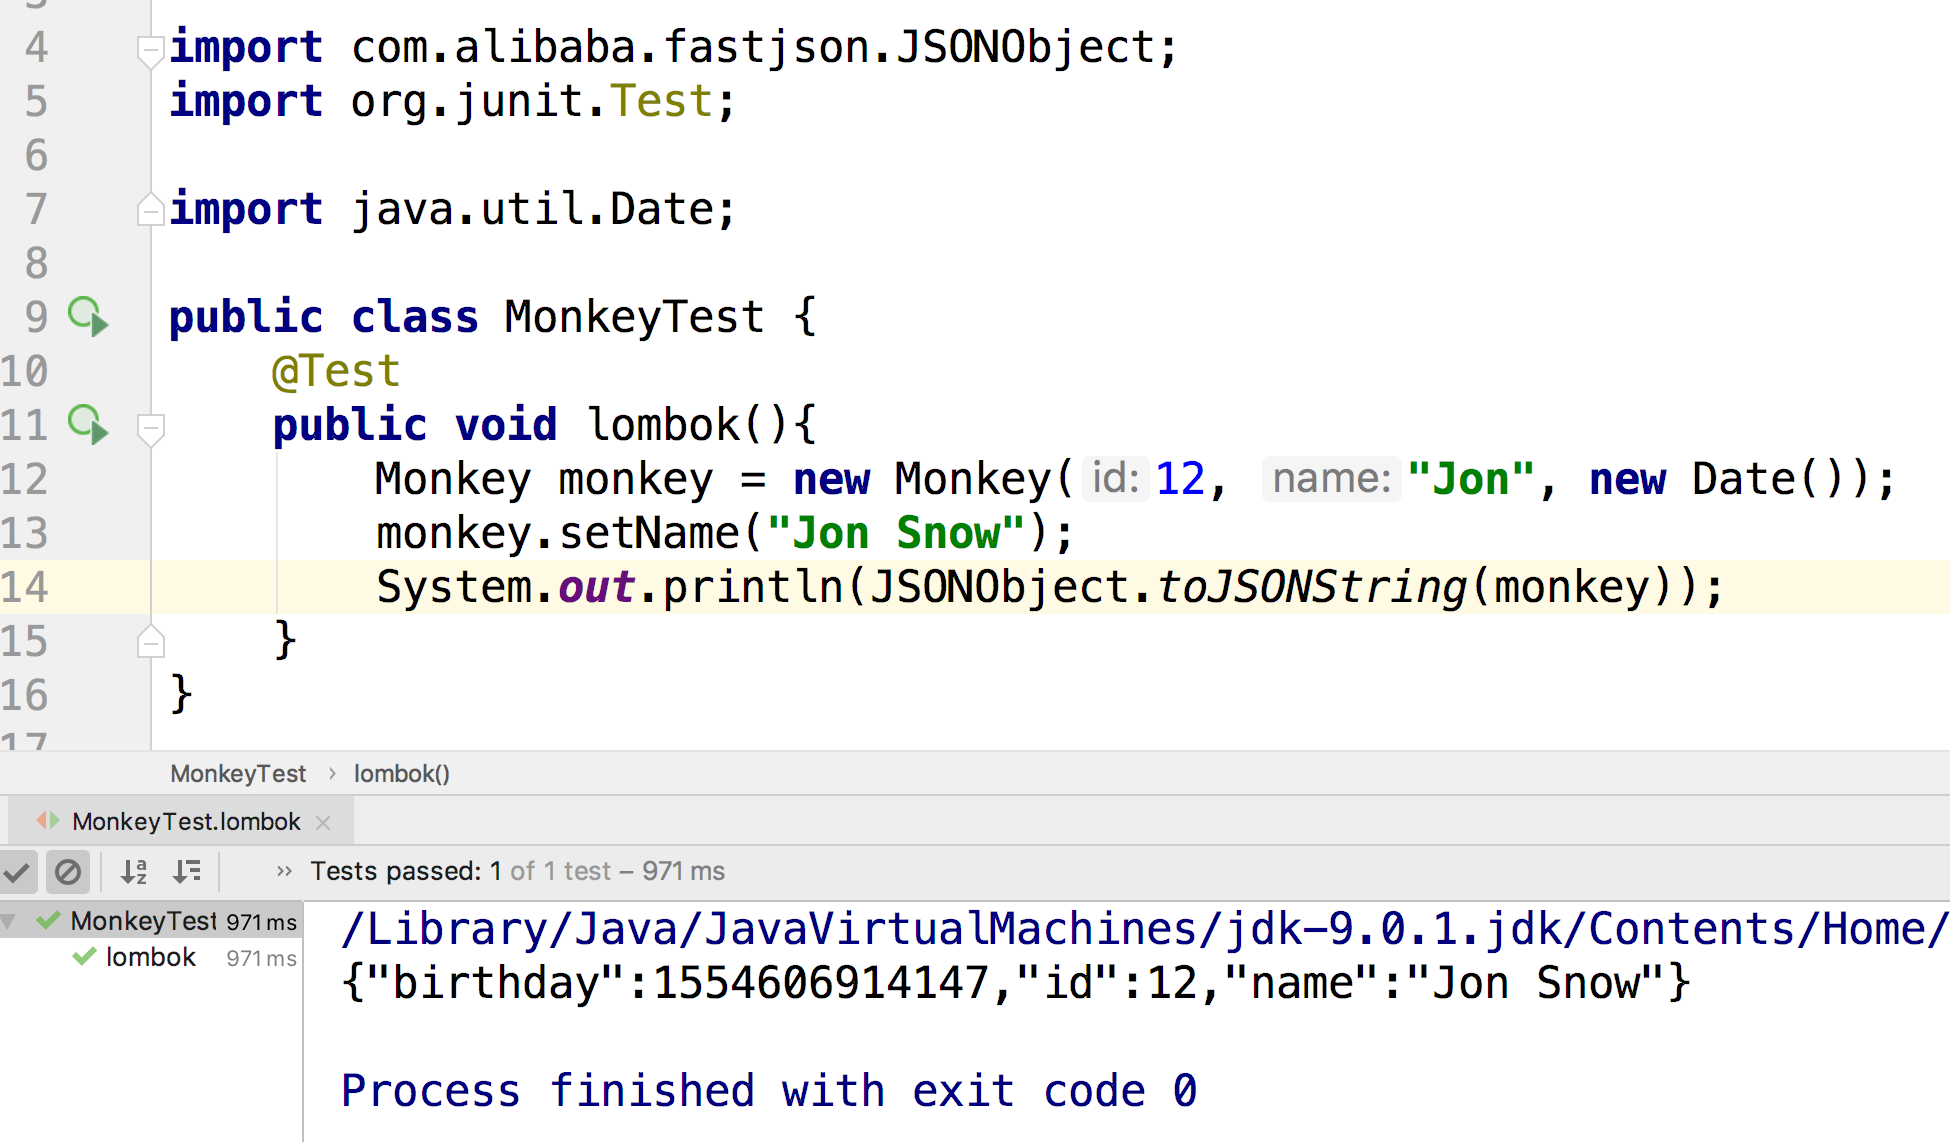 3
4 import com.alibaba.fastjson.JSONObject;
5 import org.junit.Test;
6
7 import java.util.Date;
8
9 public class MonkeyTest {
10 @Test
11 public void lombok(){
12 Monkey monkey = new Monkey( id: 12, name: "Jon", new Date());
13 monkey.setName("Jon Snow");
14 System.out.println(JSONObject.toJSONString(monkey));
15 }
16 }
17
MonkeyTest › lombok()
MonkeyTest.lombok ×
» Tests passed: 1 of 1 test – 971 ms
MonkeyTest 971 ms
lombok 971 ms
/Library/Java/JavaVirtualMachines/jdk-9.0.1.jdk/Contents/Home/
{"birthday":1554606914147,"id":12,"name":"Jon Snow"}
Process finished with exit code 0